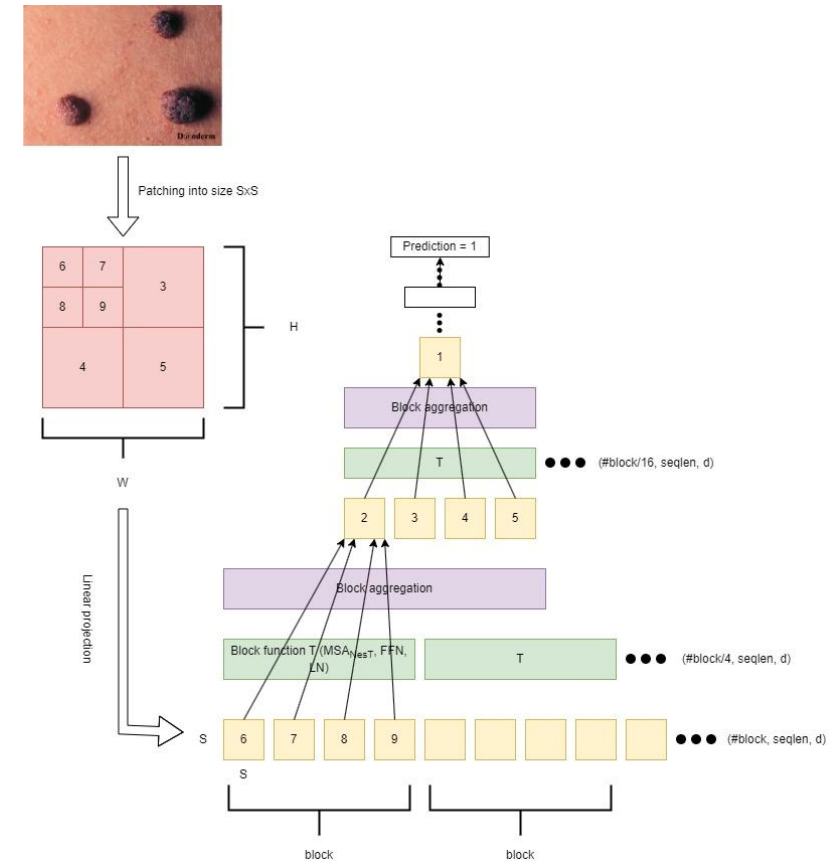 D@nderm
Patching into size SxS
6 7
3
8 9
4 5
H
W
Linear projection
Prediction = 1
1
Block aggregation
T
(#block/16, seqlen, d)
2 3 4 5
Block aggregation
Block function T (MSA_NesT, FFN,
LN)
T
(#block/4, seqlen, d)
S
6 7 8 9
(#block, seqlen, d)
S
block
block